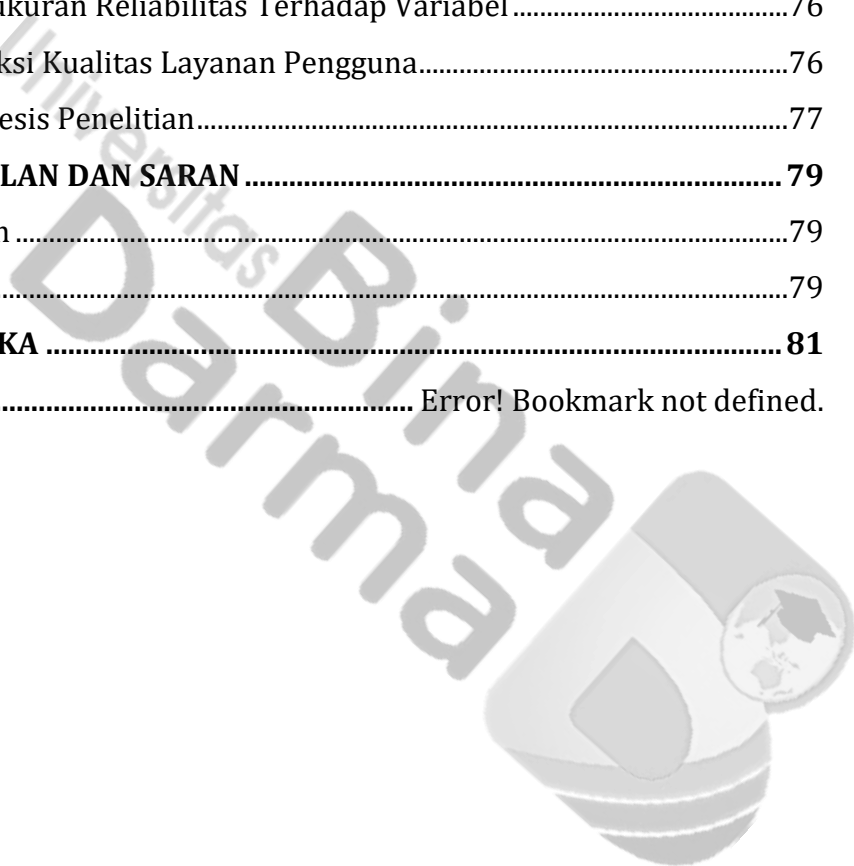 ukuran Reliabilitas Terhadap Variabel ........ 76
ksi Kualitas Layanan Pengguna ........ 76
esis Penelitian ........ 77
LAN DAN SARAN ........ 79
n ........ 79
........ 79
KA ........ 81
........ Error! Bookmark not defined.
Universitas
Bina
Darma